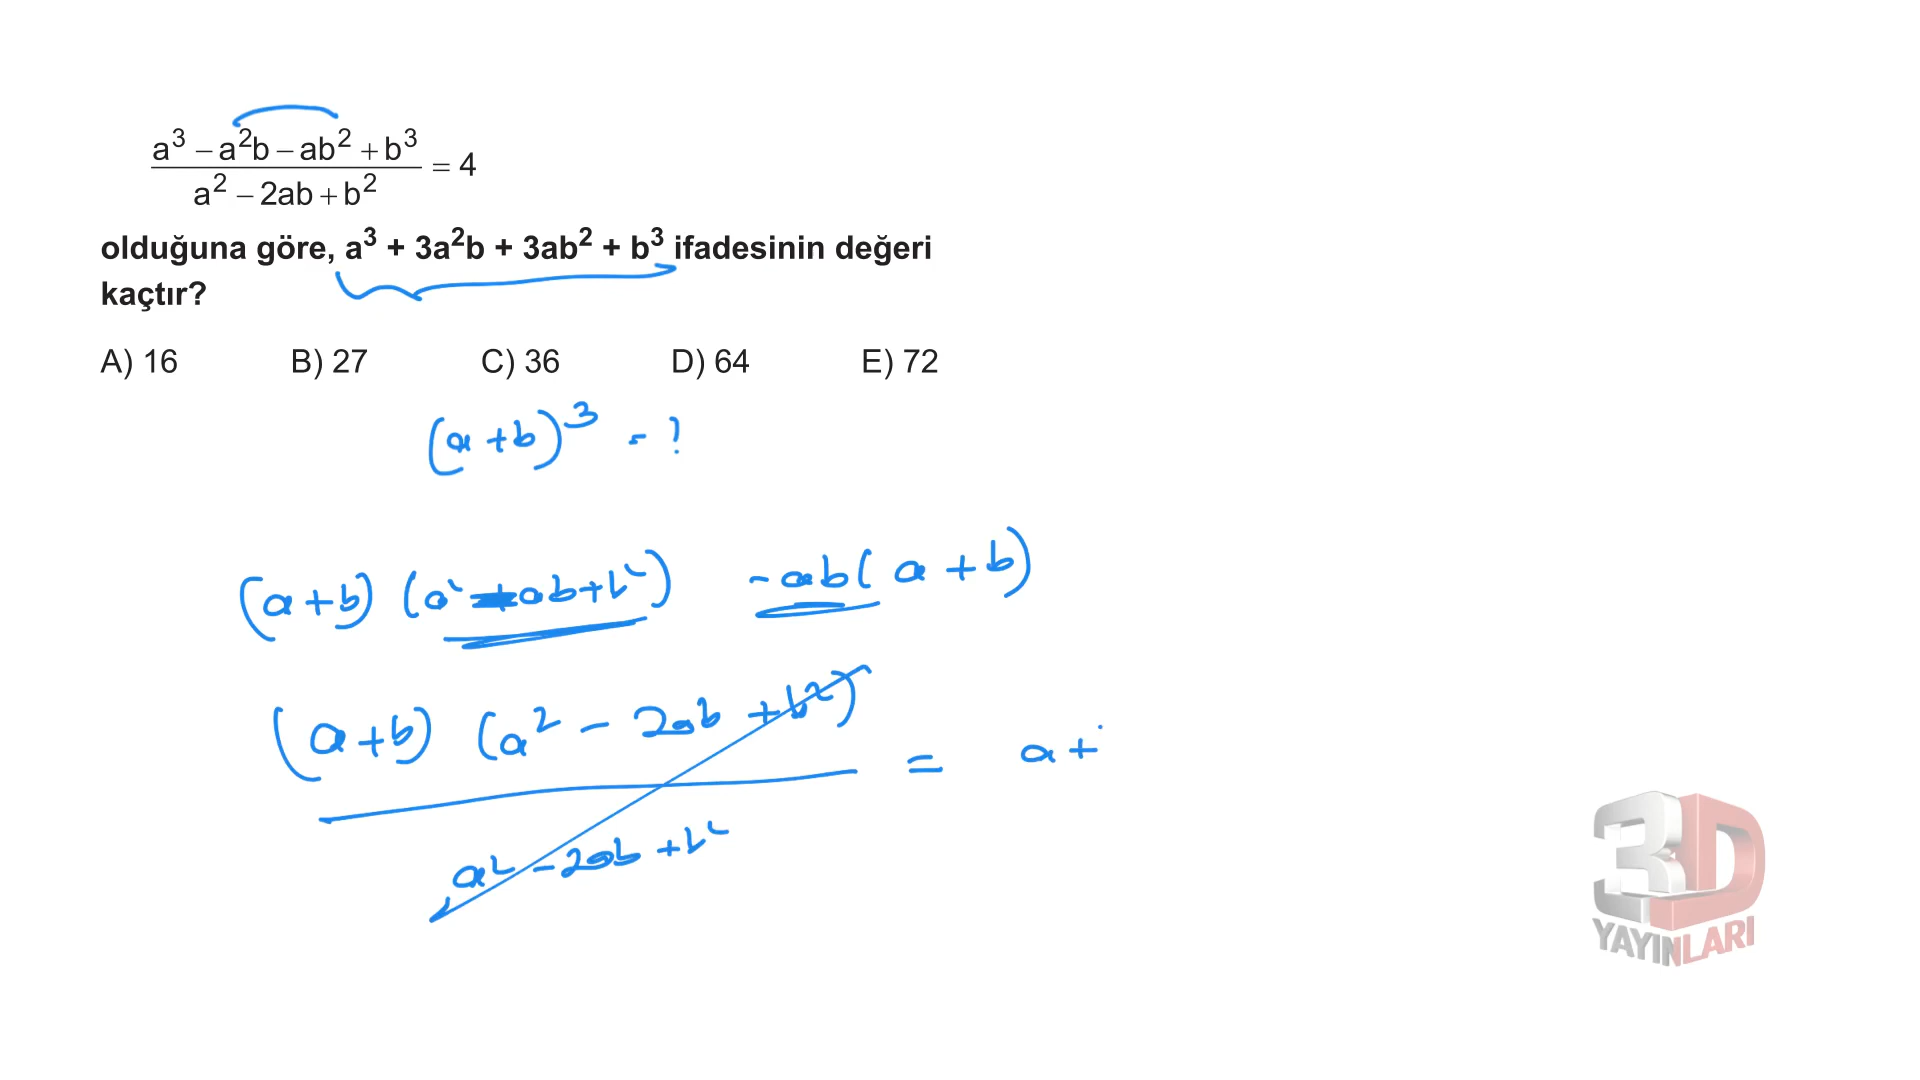 a³ − a²b − ab² + b³
a² − 2ab + b²
= 4
olduğuna göre, a³ + 3a²b + 3ab² + b³ ifadesinin değeri
kaçtır?
A) 16 B) 27 C) 36 D) 64 E) 72
(a+b)³ = ?
(a+b) (a² - ab+b²) -ab(a+b)
(a+b) (a² - 2ab +b²)
a² - 2ab +b²
= a +
3D
YAYINLARI